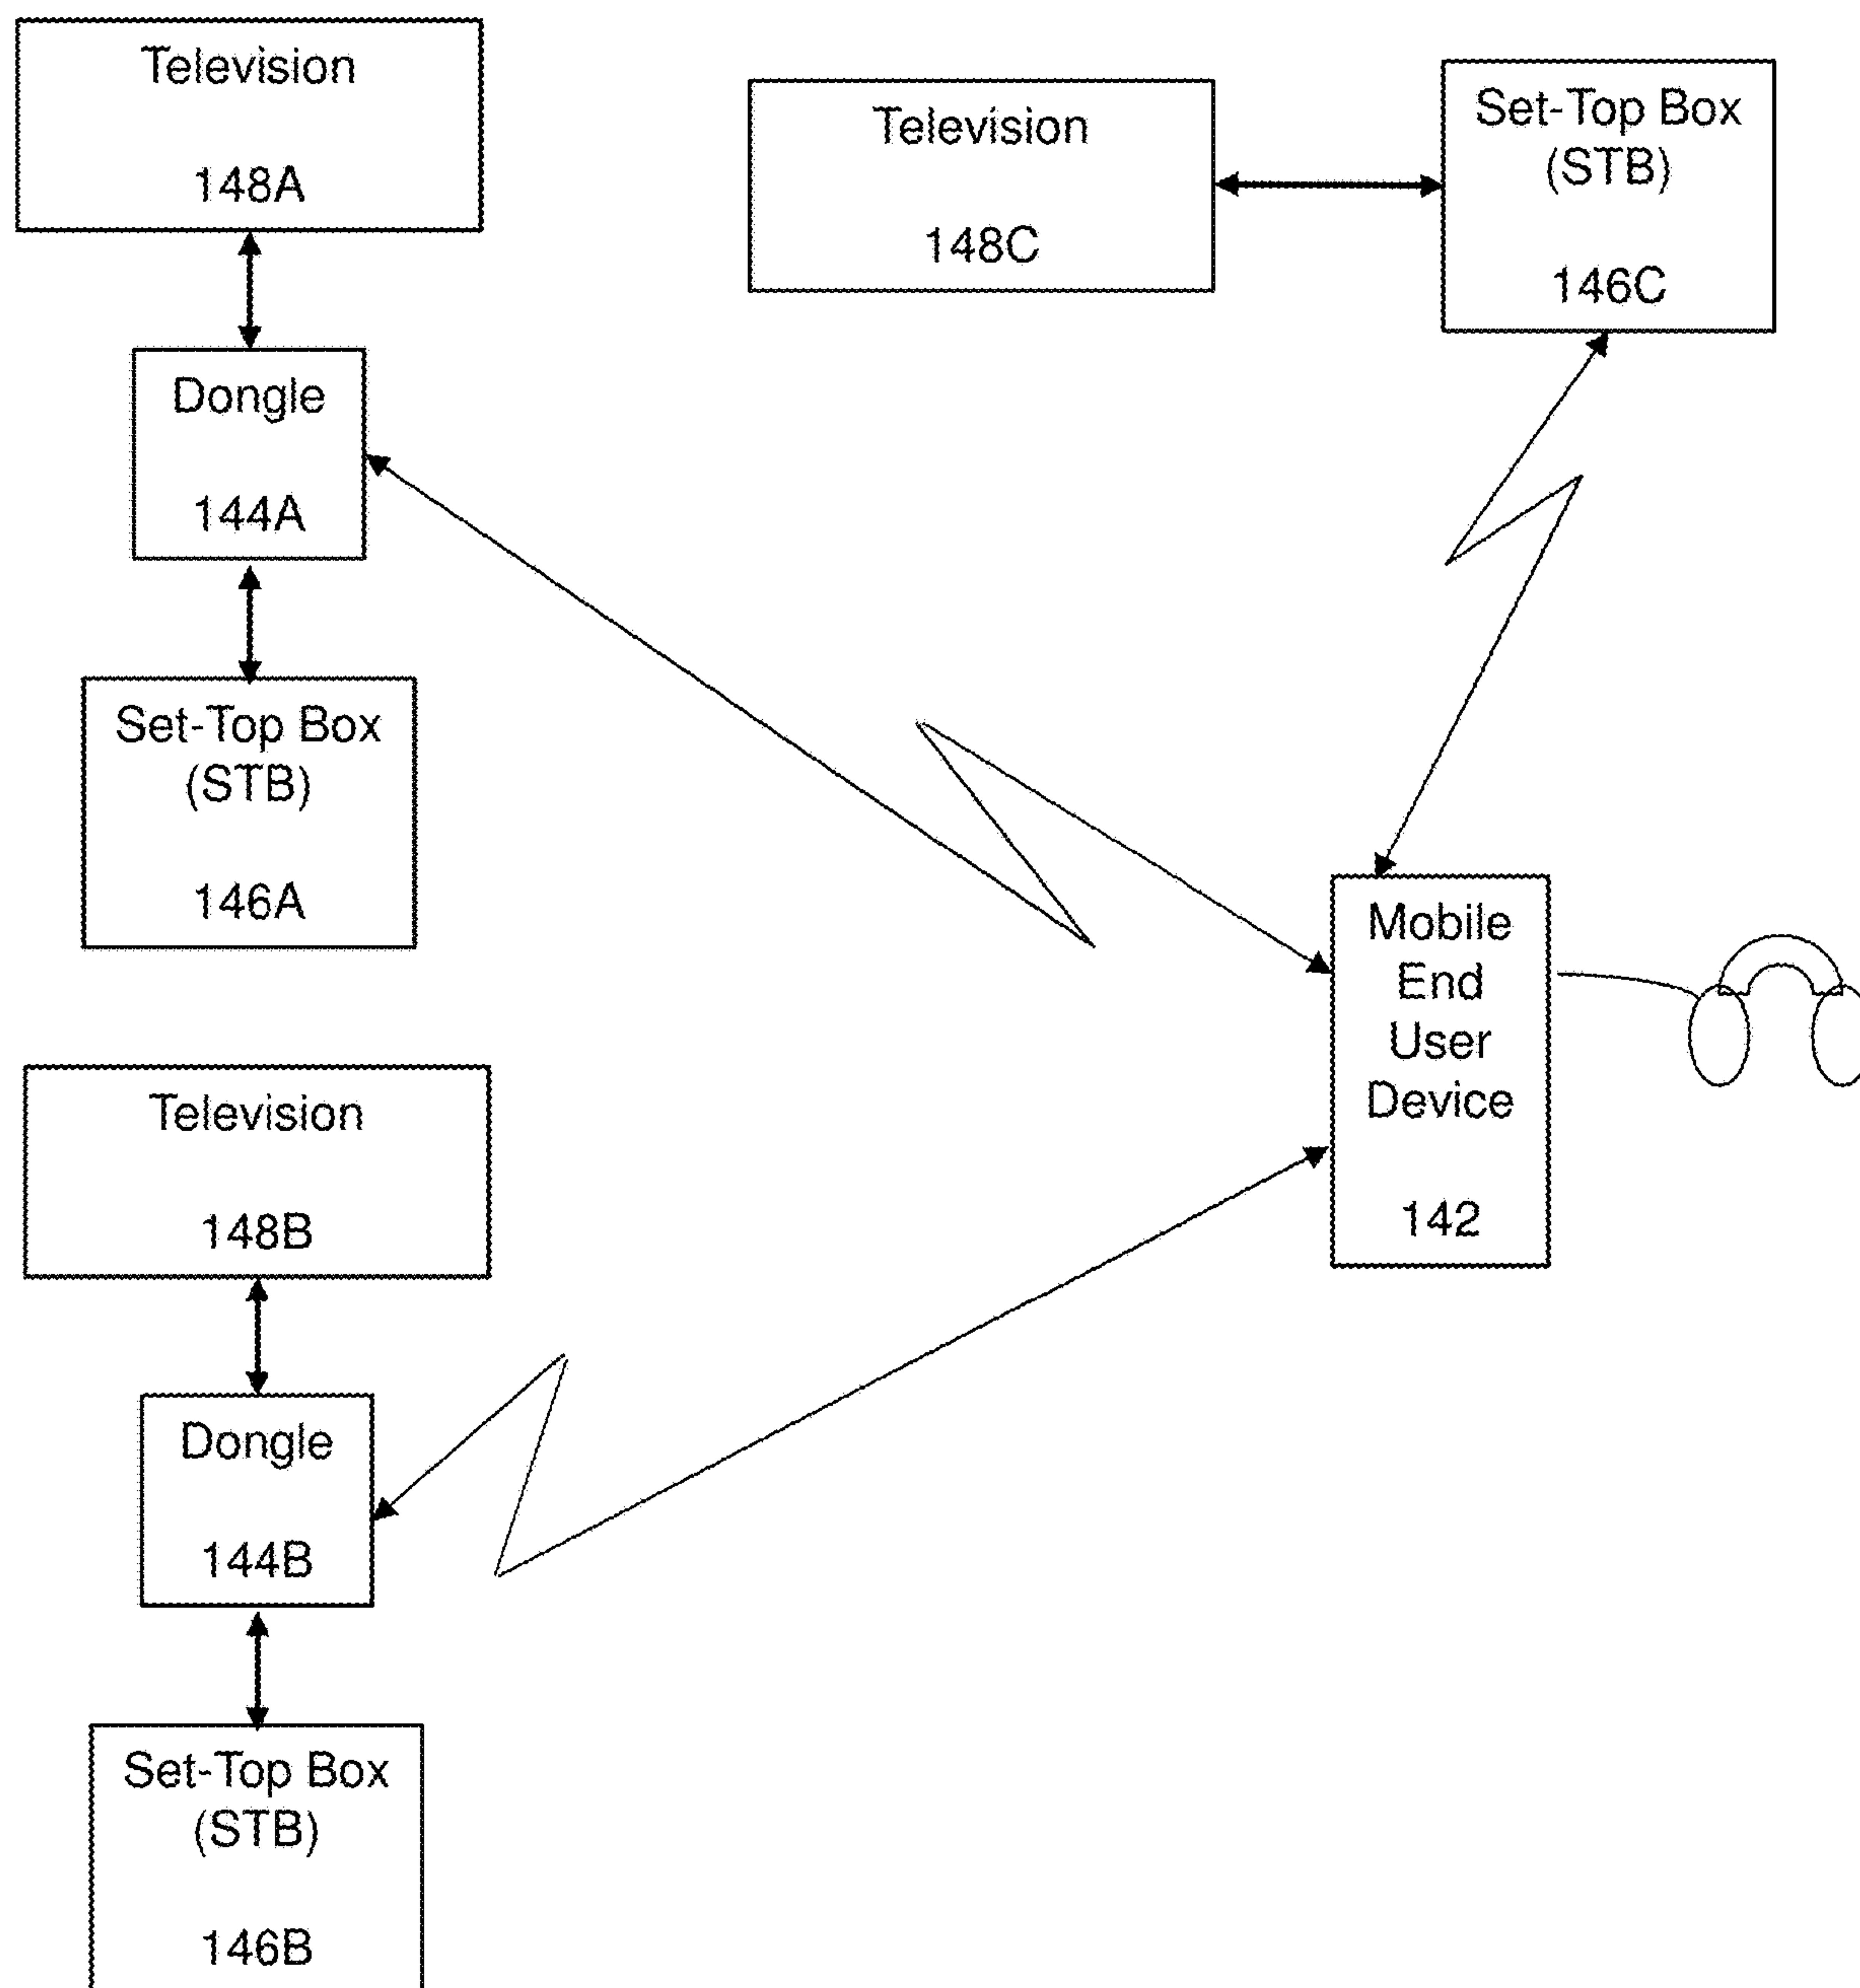 Television
148A
Television
148C
Set-Top Box
(STB)
146C
Dongle
144A
Set-Top Box
(STB)
146A
Mobile
End
User
Device
142
Television
148B
Dongle
144B
Set-Top Box
(STB)
146B